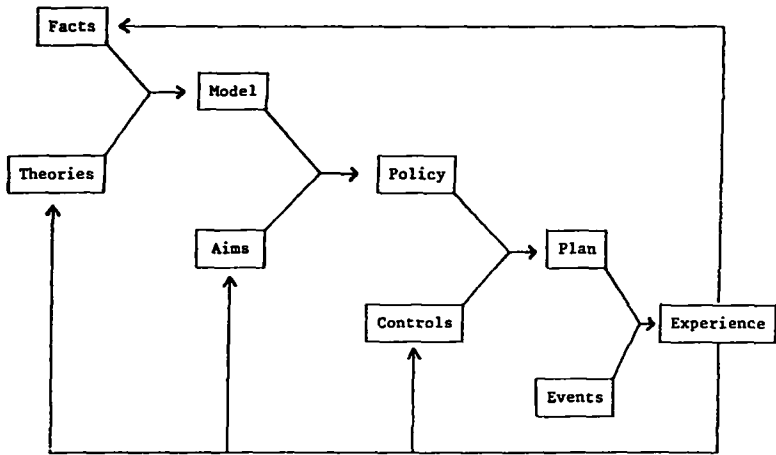 Facts
Model
Theories
Policy
Aims
Plan
Controls
Experience
Events